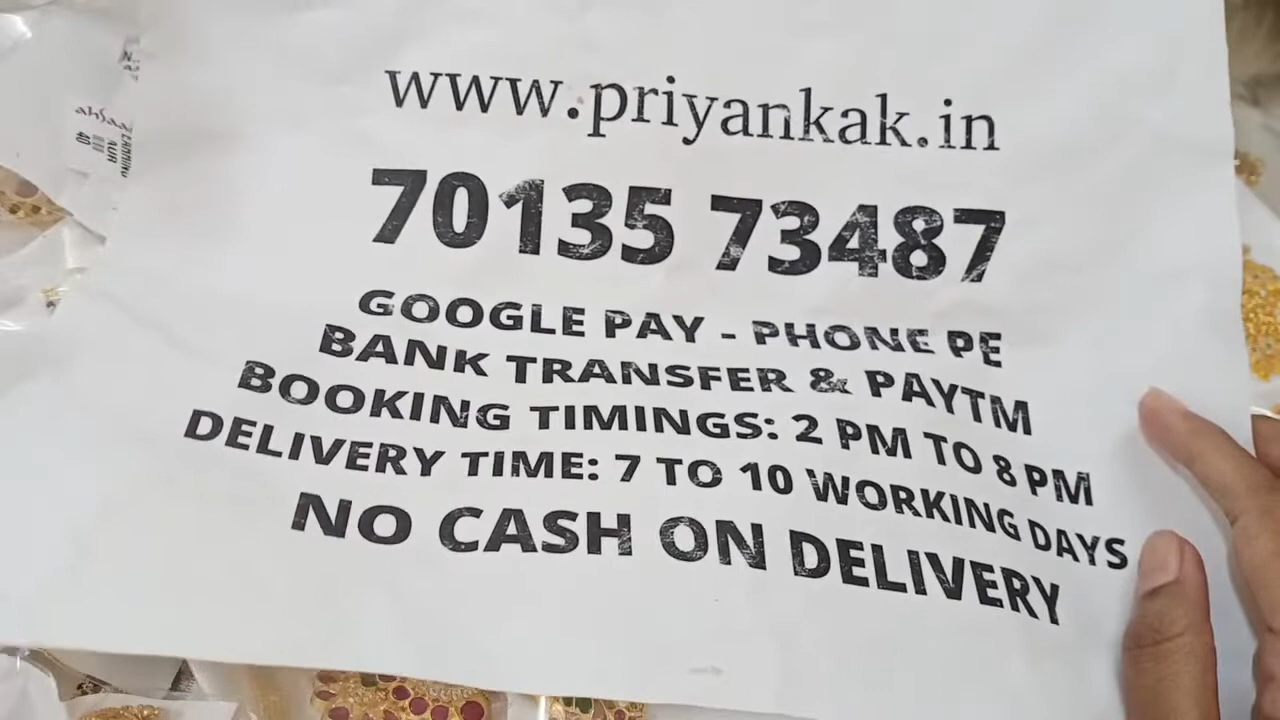 www.priyankak.in
70135 73487
GOOGLE PAY - PHONE PE
BANK TRANSFER & PAYTM
BOOKING TIMINGS: 2 PM TO 8 PM
DELIVERY TIME: 7 TO 10 WORKING DAYS
NO CASH ON DELIVERY
40